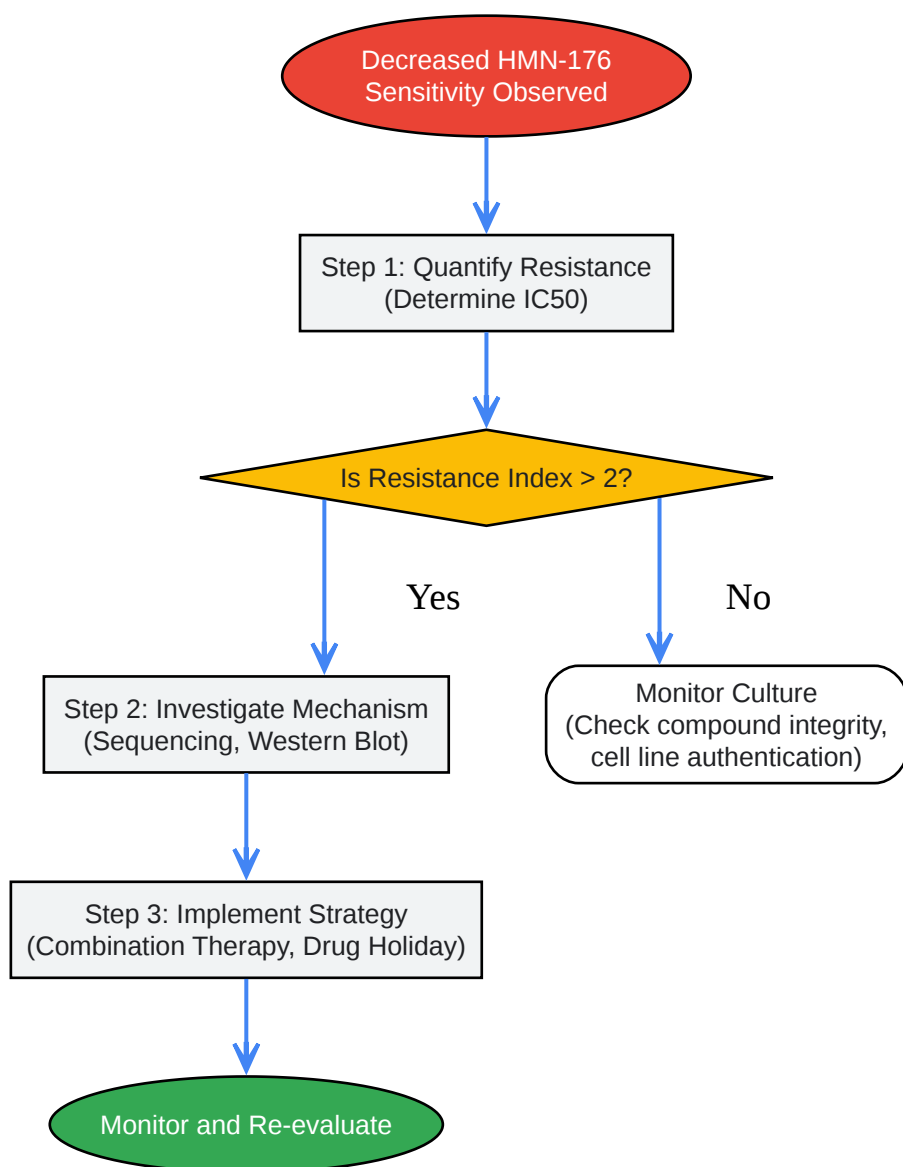 Decreased HMN-176
Sensitivity Observed
Step 1: Quantify Resistance
(Determine IC50)
Is Resistance Index > 2?
Yes
No
Step 2: Investigate Mechanism
(Sequencing, Western Blot)
Monitor Culture
(Check compound integrity,
cell line authentication)
Step 3: Implement Strategy
(Combination Therapy, Drug Holiday)
Monitor and Re-evaluate